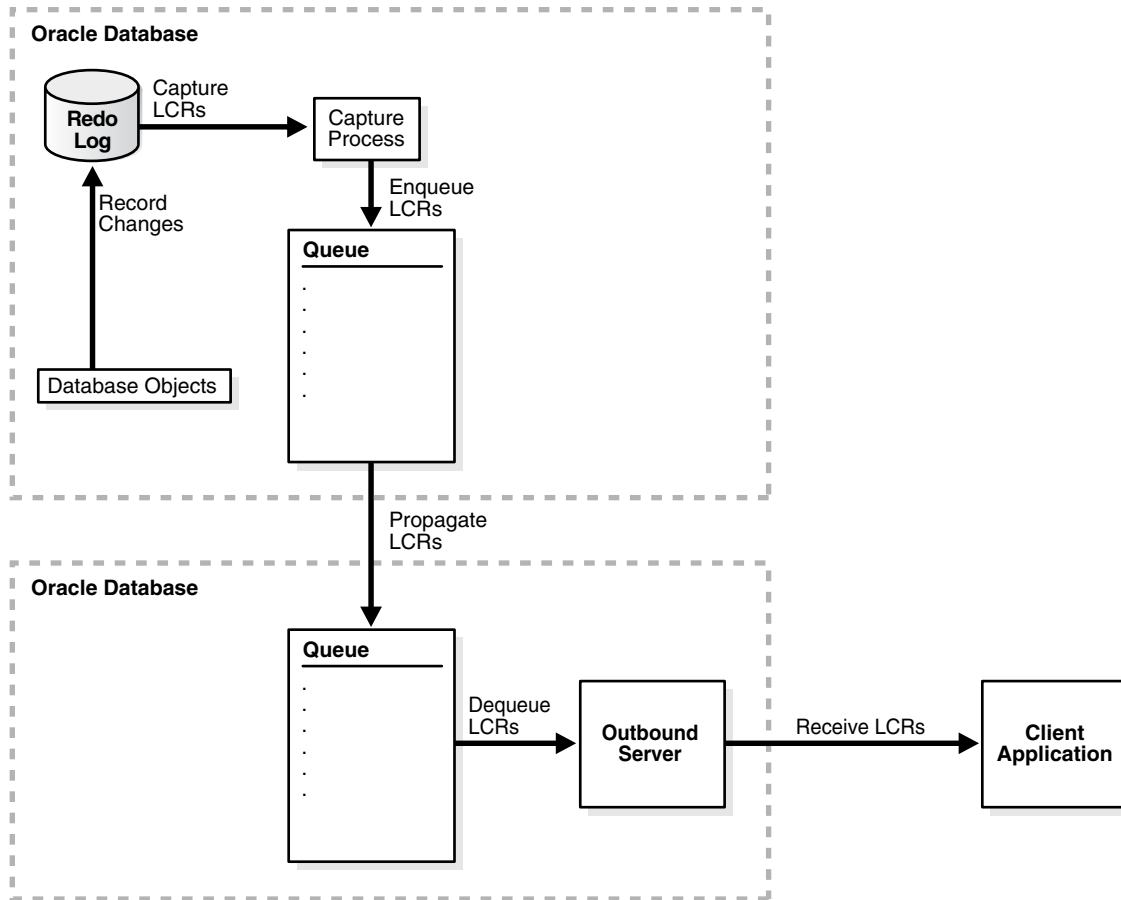 Oracle Database
Capture
LCRs
Redo
Log
Capture
Process
Record
Changes
Enqueue
LCRs
Queue
.
.
.
.
.
.
Database Objects
Propagate
LCRs
Oracle Database
Queue
.
.
.
.
.
.
Dequeue
LCRs
Outbound
Server
Receive LCRs
Client
Application